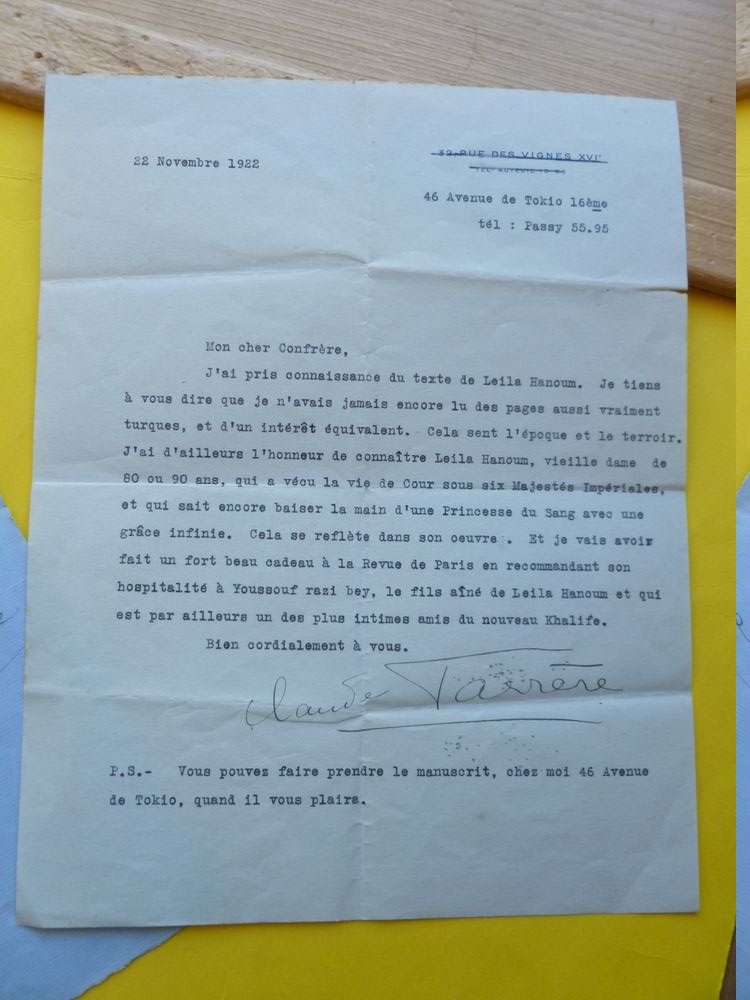 22 Novembre 1922
32, RUE DES VIGNES XVIᵉ
46 Avenue de Tokio 16ème
tél : Passy 55.95
Mon cher Confrère,
J'ai pris connaissance du texte de Leila Hanoum. Je tiens
à vous dire que je n'avais jamais encore lu des pages aussi vraiment
turques, et d'un intérêt équivalent. Cela sent l'époque et le terroir.
J'ai d'ailleurs l'honneur de connaître Leila Hanoum, vieille dame de
80 ou 90 ans, qui a vécu la vie de Cour sous six Majestés Impériales,
et qui sait encore baiser la main d'une Princesse du Sang avec une
grâce infinie. Cela se reflète dans son oeuvre . Et je vais avoir
fait un fort beau cadeau à la Revue de Paris en recommandant son
hospitalité à Youssouf razi bey, le fils aîné de Leila Hanoum et qui
est par ailleurs un des plus intimes amis du nouveau Khalife.
Bien cordialement à vous.
Claude Farrère
P.S.- Vous pouvez faire prendre le manuscrit, chez moi 46 Avenue
de Tokio, quand il vous plaira.